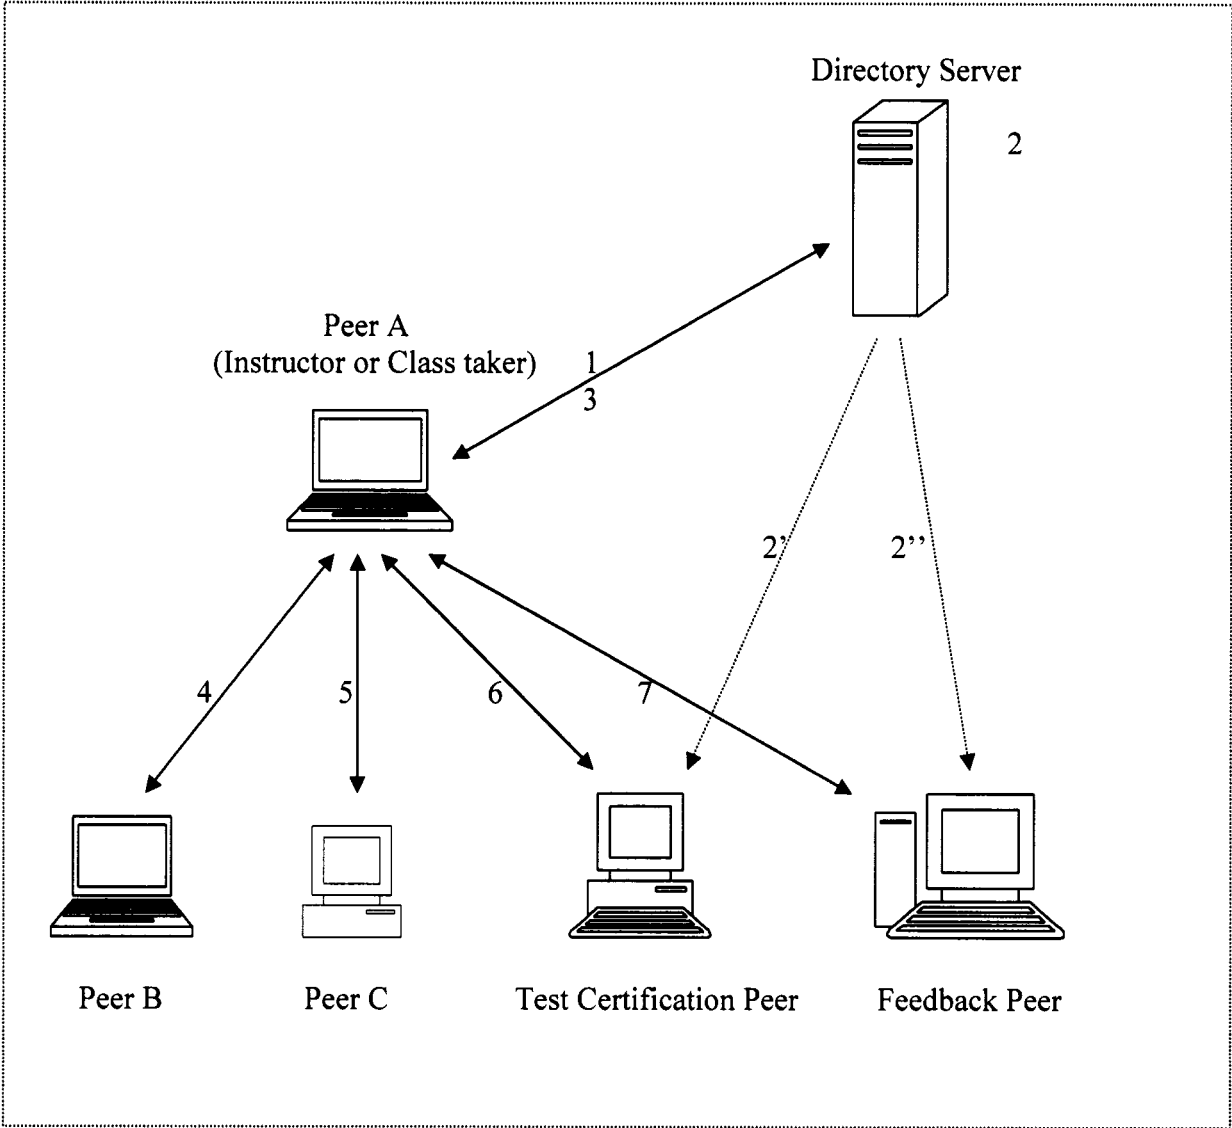 Directory Server
2
Peer A
(Instructor or Class taker)
1
3
2’
2’’
4
5
6
7
Peer B
Peer C
Test Certification Peer
Feedback Peer